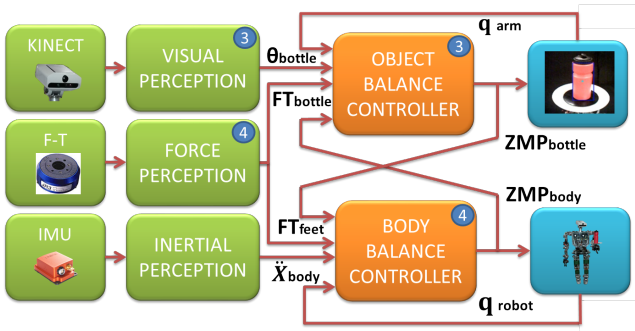 KINECT
VISUAL
PERCEPTION
3
θbottle
FTbottle
OBJECT
BALANCE
CONTROLLER
3
q arm
ZMPbottle
F-T
FORCE
PERCEPTION
4
FTfeet
ZMPbody
IMU
INERTIAL
PERCEPTION
Ẍbody
BODY
BALANCE
CONTROLLER
4
q robot